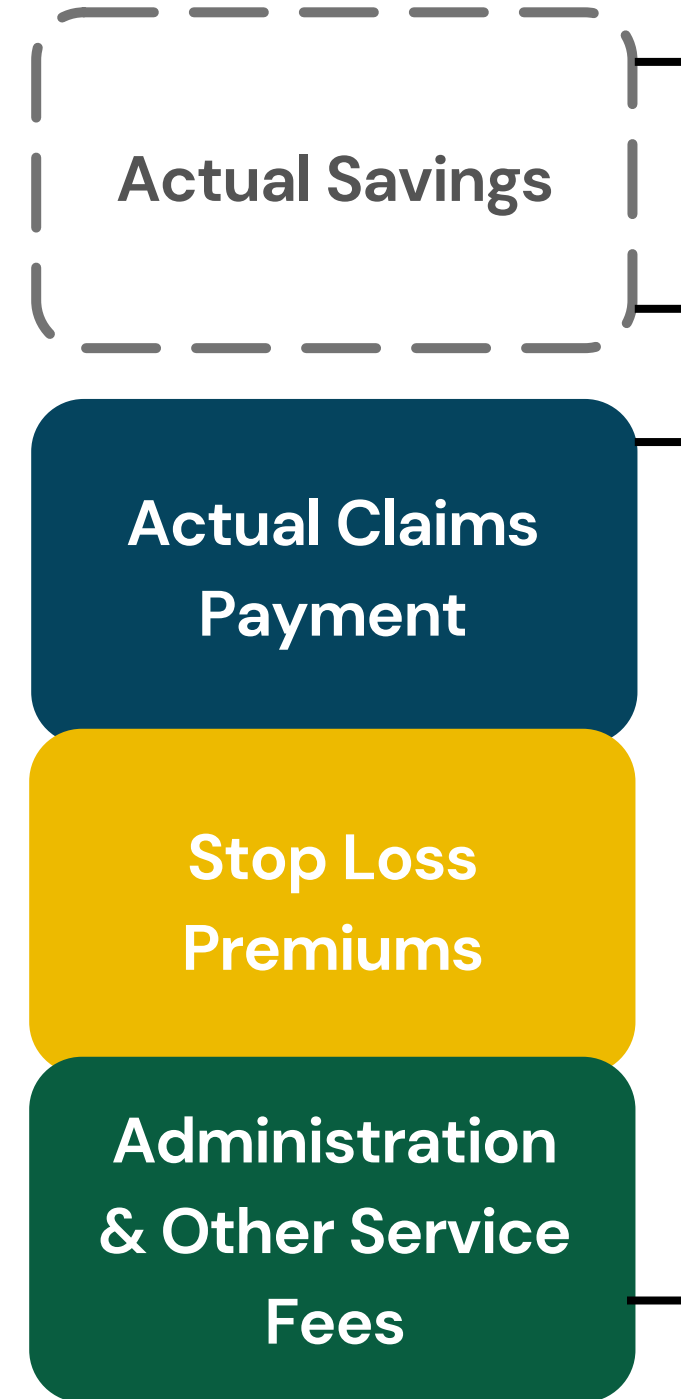 Actual Savings
Actual Claims
Payment
Stop Loss
Premiums
Administration
& Other Service
Fees